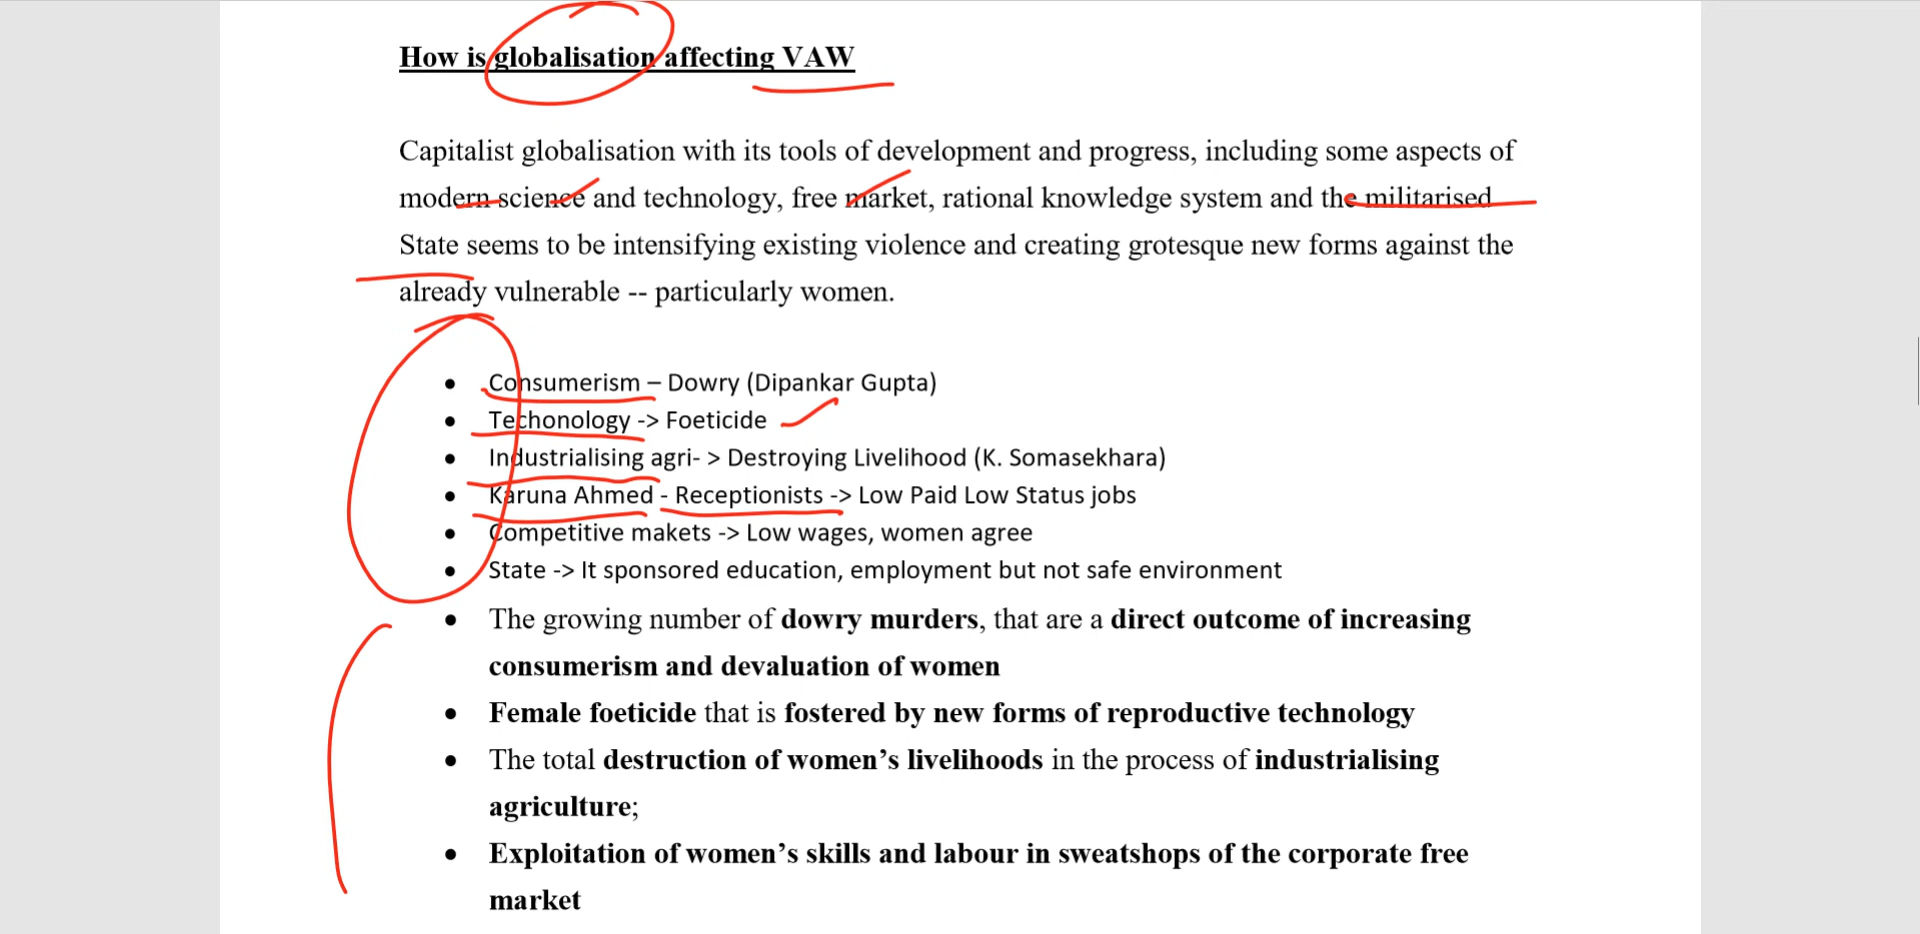 How is globalisation affecting VAW
Capitalist globalisation with its tools of development and progress, including some aspects of
modern science and technology, free market, rational knowledge system and the militarised
State seems to be intensifying existing violence and creating grotesque new forms against the
already vulnerable -- particularly women.
• Consumerism – Dowry (Dipankar Gupta)
• Techonology -> Foeticide
• Industrialising agri- > Destroying Livelihood (K. Somasekhara)
• Karuna Ahmed - Receptionists -> Low Paid Low Status jobs
• Competitive makets -> Low wages, women agree
• State -> It sponsored education, employment but not safe environment
• The growing number of dowry murders, that are a direct outcome of increasing
consumerism and devaluation of women
• Female foeticide that is fostered by new forms of reproductive technology
• The total destruction of women’s livelihoods in the process of industrialising
agriculture;
• Exploitation of women’s skills and labour in sweatshops of the corporate free
market